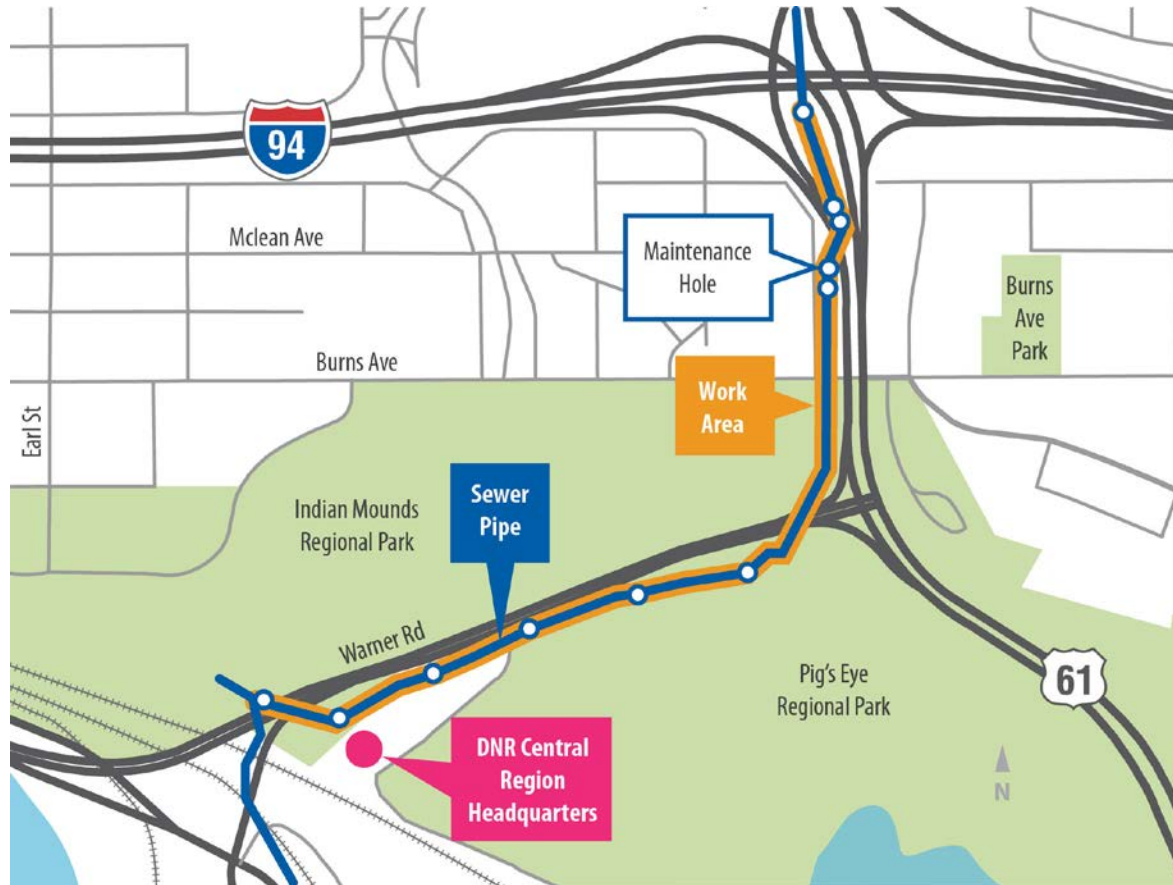 94
Mclean Ave
Maintenance
Hole
Burns
Ave
Park
Burns Ave
Work
Area
Earl St
Sewer
Pipe
Indian Mounds
Regional Park
Warner Rd
Pig's Eye
Regional Park
61
DNR Central
Region
Headquarters
N